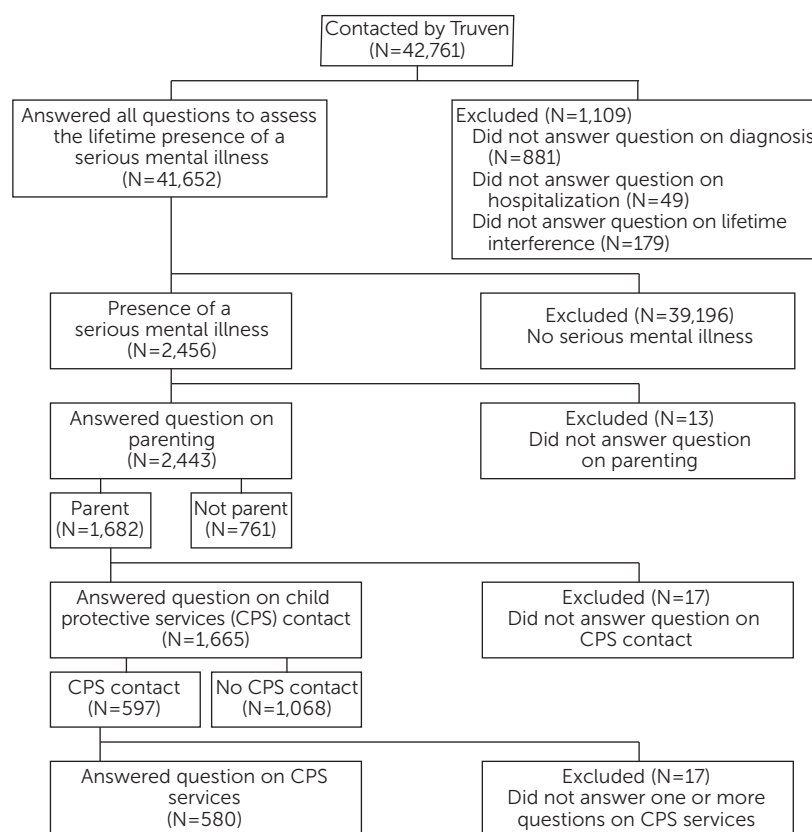 Contacted by Truven
(N=42,761)
Answered all questions to assess
the lifetime presence of a
serious mental illness
(N=41,652)
Excluded (N=1,109)
Did not answer question on diagnosis
(N=881)
Did not answer question on
hospitalization (N=49)
Did not answer question on lifetime
interference (N=179)
Presence of a
serious mental illness
(N=2,456)
Excluded (N=39,196)
No serious mental illness
Answered question on
parenting
(N=2,443)
Excluded (N=13)
Did not answer question
on parenting
Parent
(N=1,682)
Not parent
(N=761)
Answered question on child
protective services (CPS) contact
(N=1,665)
Excluded (N=17)
Did not answer question on
CPS contact
CPS contact
(N=597)
No CPS contact
(N=1,068)
Answered question on CPS
services
(N=580)
Excluded (N=17)
Did not answer one or more
questions on CPS services